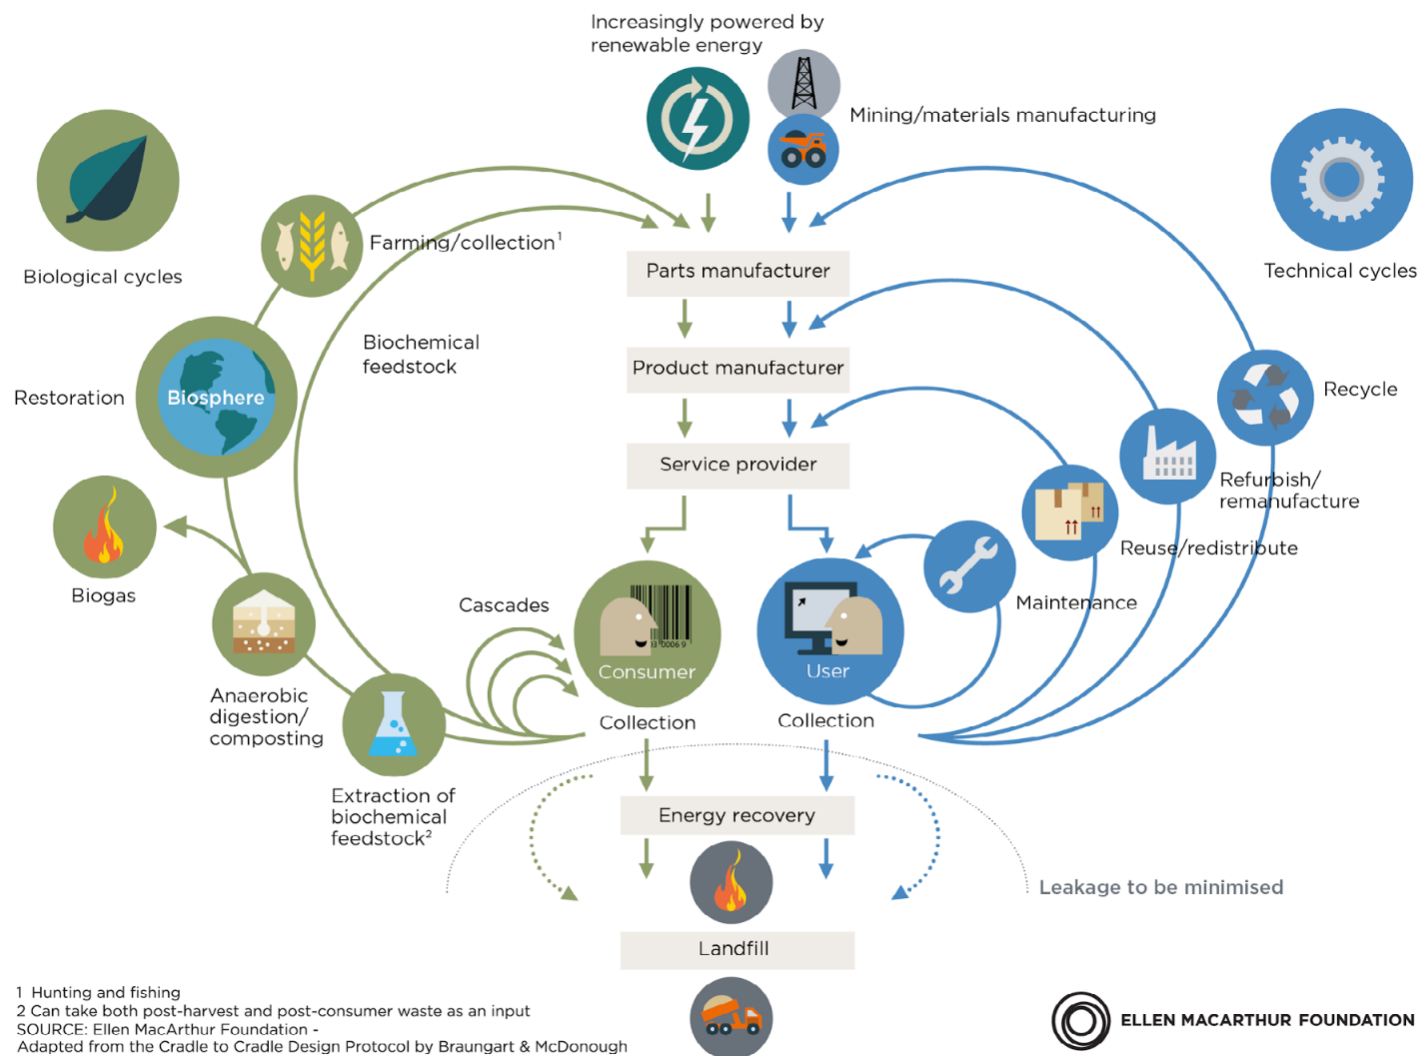 Increasingly powered by
renewable energy
Mining/materials manufacturing
Biological cycles
Technical cycles
Farming/collection¹
Parts manufacturer
Biochemical
feedstock
Product manufacturer
Restoration
Biosphere
Recycle
Service provider
Refurbish/
remanufacture
Reuse/redistribute
Biogas
Cascades
Maintenance
03 0006 9
Consumer
User
Anaerobic
digestion/
composting
Collection
Collection
Extraction of
biochemical
feedstock²
Energy recovery
Leakage to be minimised
Landfill
1 Hunting and fishing
2 Can take both post-harvest and post-consumer waste as an input
SOURCE: Ellen MacArthur Foundation -
Adapted from the Cradle to Cradle Design Protocol by Braungart & McDonough
ELLEN MACARTHUR FOUNDATION